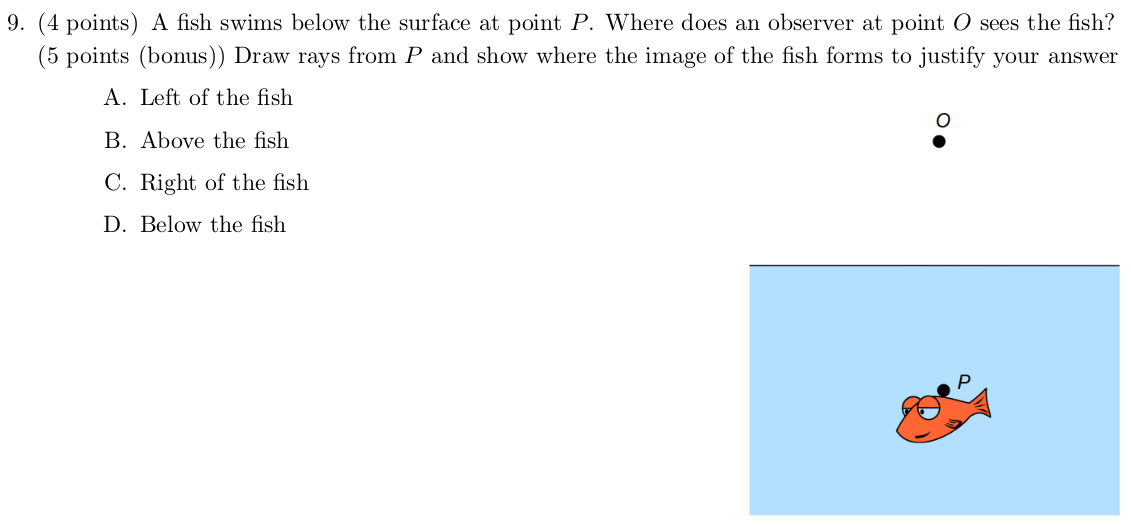 9. (4 points) A fish swims below the surface at point P. Where does an observer at point O sees the fish?
(5 points (bonus)) Draw rays from P and show where the image of the fish forms to justify your answer
A. Left of the fish
B. Above the fish
C. Right of the fish
D. Below the fish
O
P